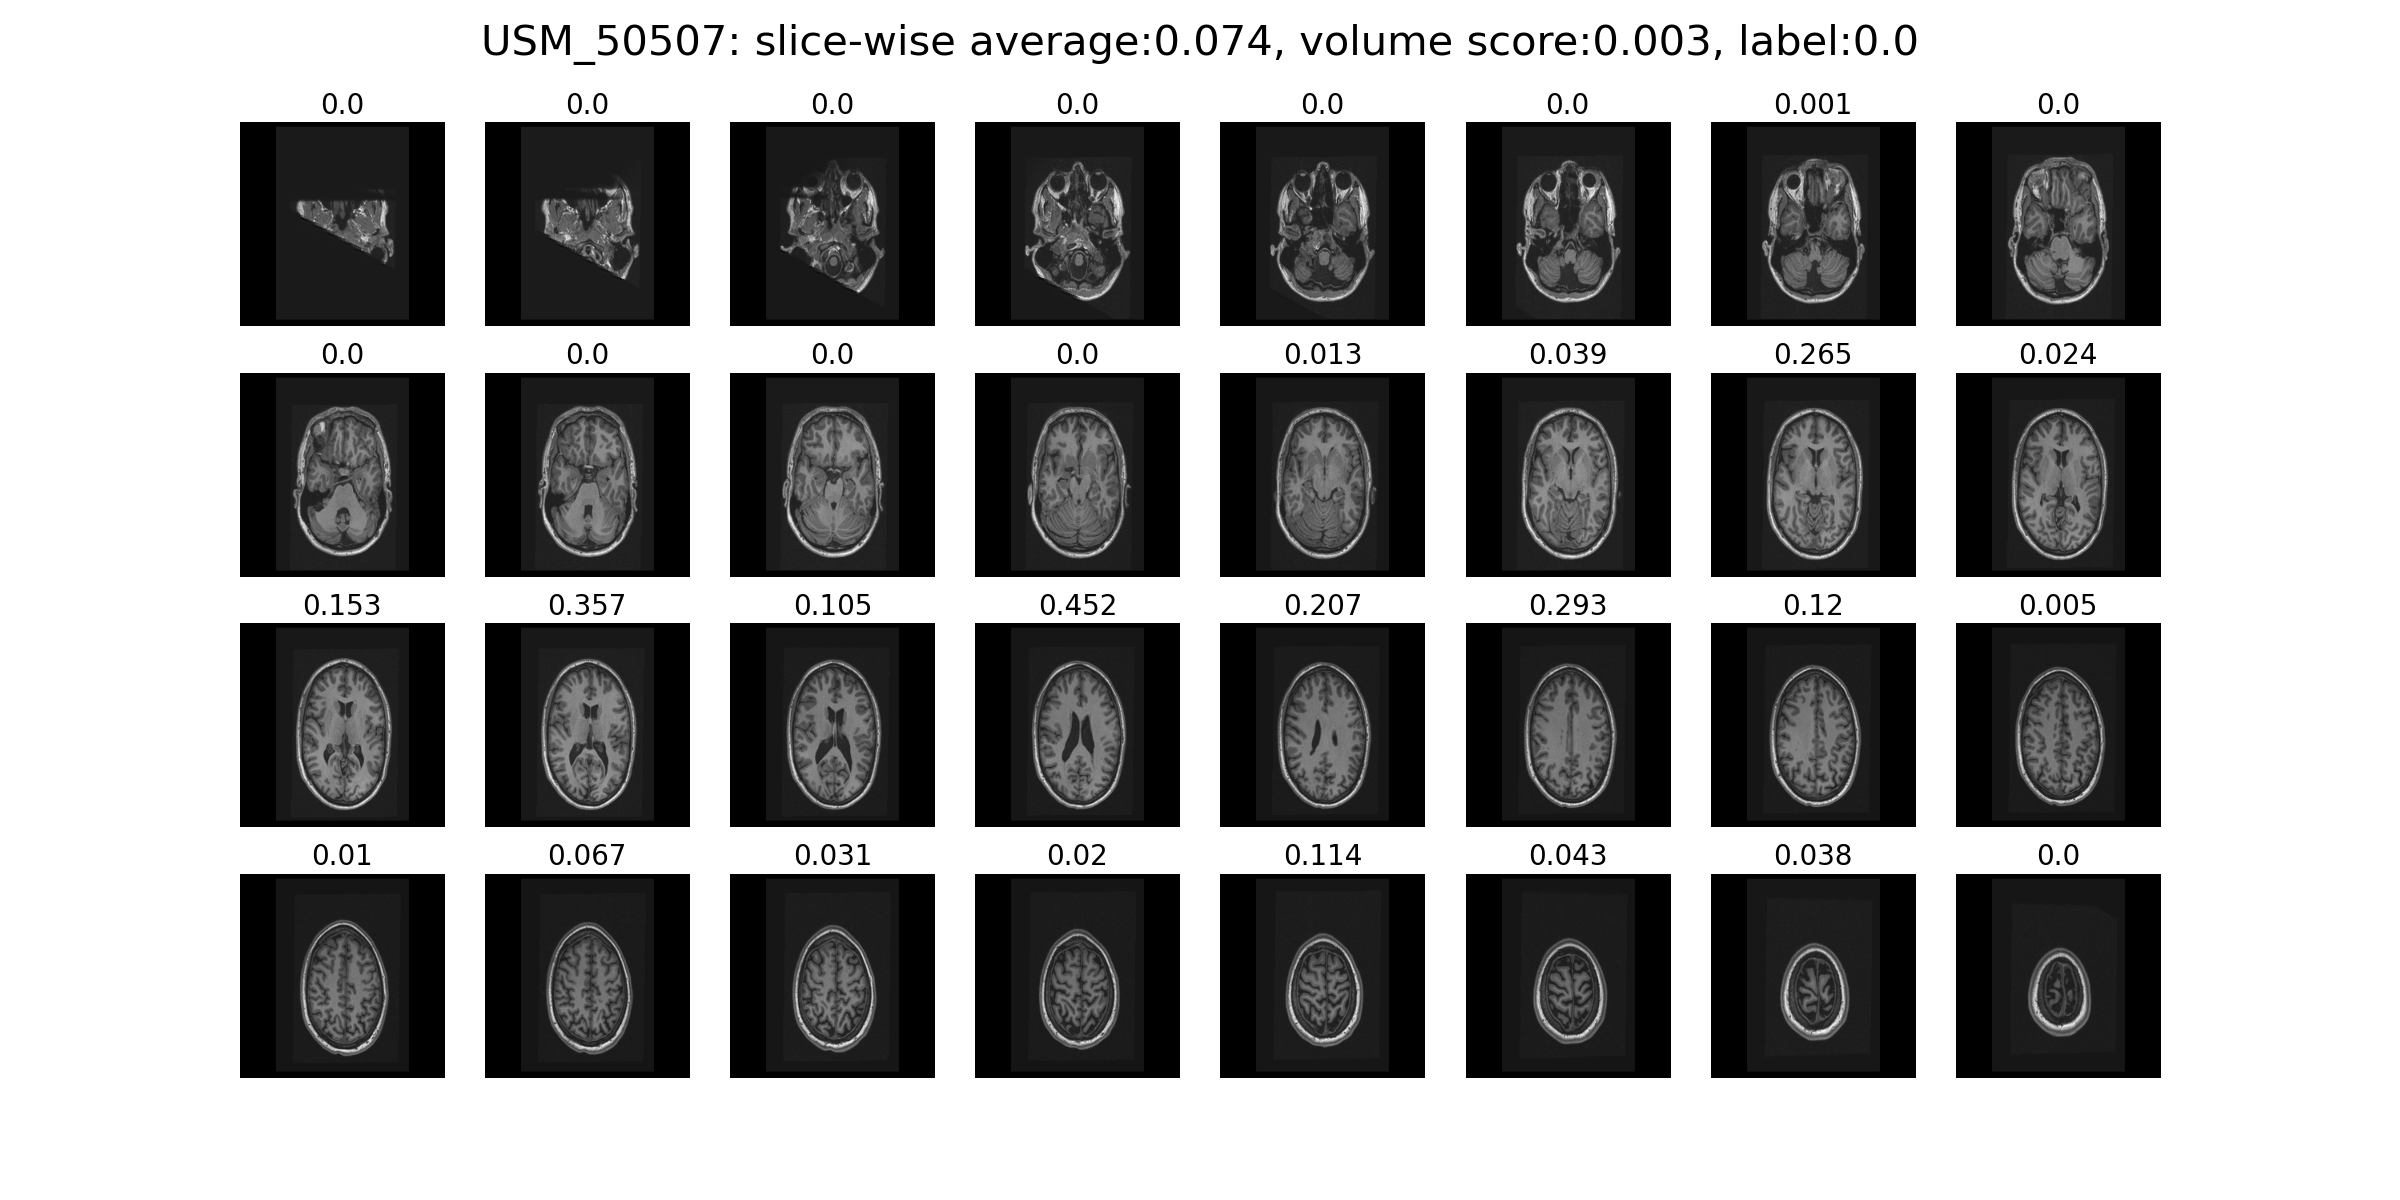 USM_50507: slice-wise average:0.074, volume score:0.003, label:0.0
0.0 0.0 0.0 0.0 0.0 0.0 0.001 0.0
0.0 0.0 0.0 0.0 0.013 0.039 0.265 0.024
0.153 0.357 0.105 0.452 0.207 0.293 0.12 0.005
0.01 0.067 0.031 0.02 0.114 0.043 0.038 0.0